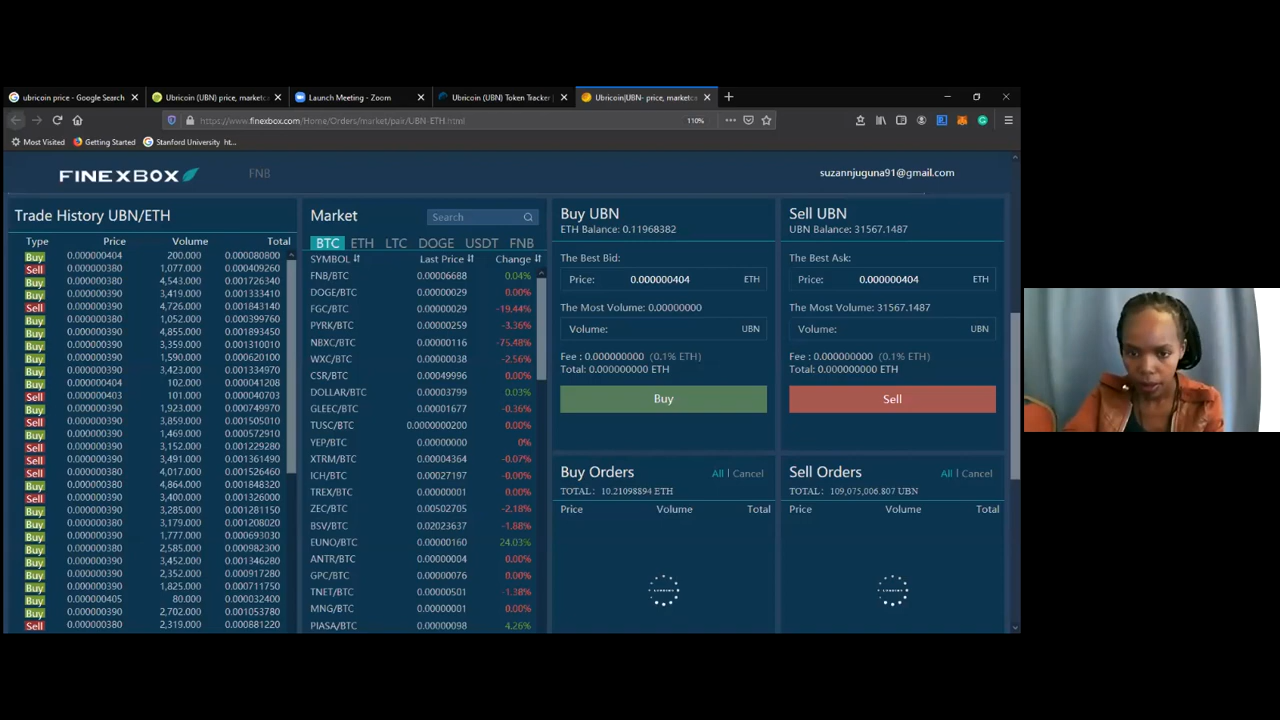 ubricoin price - Google Search
Ubricoin (UBN) price, marketca
Launch Meeting - Zoom
Ubricoin (UBN) Token Tracker
Ubricoin|UBN- price, marketca
https://www.finexbox.com/Home/Orders/market/pair/UBN-ETH.html
110%
Most Visited
Getting Started
Stanford University ht...
FINEXBOX
FNB
suzannjuguna91@gmail.com
Trade History UBN/ETH
Type Price Volume Total
Buy 0.000000404 200.000 0.000080800
Sell 0.000000380 1,077.000 0.000409260
Buy 0.000000380 4,543.000 0.001726340
Buy 0.000000390 3,419.000 0.001333410
Sell 0.000000390 4,726.000 0.001843140
Buy 0.000000380 1,052.000 0.000399760
Buy 0.000000390 4,855.000 0.001893450
Buy 0.000000390 3,359.000 0.001310010
Buy 0.000000390 1,590.000 0.000620100
Buy 0.000000390 3,423.000 0.001334970
Buy 0.000000404 102.000 0.000041208
Sell 0.000000403 101.000 0.000040703
Buy 0.000000390 1,923.000 0.000749970
Sell 0.000000390 3,859.000 0.001505010
Buy 0.000000390 1,469.000 0.000572910
Sell 0.000000390 3,152.000 0.001229280
Sell 0.000000390 3,491.000 0.001361490
Sell 0.000000380 4,017.000 0.001526460
Buy 0.000000380 4,864.000 0.001848320
Sell 0.000000390 3,400.000 0.001326000
Buy 0.000000390 3,285.000 0.001281150
Buy 0.000000380 3,179.000 0.001208020
Buy 0.000000390 1,777.000 0.000693030
Buy 0.000000380 2,585.000 0.000982300
Buy 0.000000390 3,452.000 0.001346280
Buy 0.000000390 2,352.000 0.000917280
Buy 0.000000390 1,825.000 0.000711750
Buy 0.000000405 80.000 0.000032400
Buy 0.000000390 2,702.000 0.001053780
Sell 0.000000380 2,319.000 0.000881220
Market
Search
BTC ETH LTC DOGE USDT FNB
SYMBOL Last Price Change
FNB/BTC 0.00006688 0.04%
DOGE/BTC 0.00000029 0.00%
FGC/BTC 0.00000029 -19.44%
PYRK/BTC 0.00000259 -3.36%
NBXC/BTC 0.00000116 -75.48%
WXC/BTC 0.00000038 -2.56%
CSR/BTC 0.00049996 0.00%
DOLLAR/BTC 0.00003799 0.03%
GLEEC/BTC 0.00001677 -0.36%
TUSC/BTC 0.0000000200 0.00%
YEP/BTC 0.00000000 0%
XTRM/BTC 0.00004364 -0.07%
ICH/BTC 0.00027197 -0.00%
TREX/BTC 0.00000001 0.00%
ZEC/BTC 0.00502705 -2.18%
BSV/BTC 0.02023637 -1.88%
EUNO/BTC 0.00000160 24.03%
ANTR/BTC 0.00000004 0.00%
GPC/BTC 0.00000076 0.00%
TNET/BTC 0.00000501 -1.38%
MNG/BTC 0.00000001 0.00%
PIASA/BTC 0.00000098 4.26%
Buy UBN
ETH Balance: 0.11968382
The Best Bid:
Price: 0.000000404 ETH
The Most Volume: 0.00000000
Volume: UBN
Fee : 0.000000000 (0.1% ETH)
Total: 0.000000000 ETH
Buy
Sell UBN
UBN Balance: 31567.1487
The Best Ask:
Price: 0.000000404 ETH
The Most Volume: 31567.1487
Volume: UBN
Fee : 0.000000000 (0.1% ETH)
Total: 0.000000000 ETH
Sell
Buy Orders All | Cancel
TOTAL: 10.21098894 ETH
Price Volume Total
LOADING
Sell Orders All | Cancel
TOTAL: 109,075,006.807 UBN
Price Volume Total
LOADING